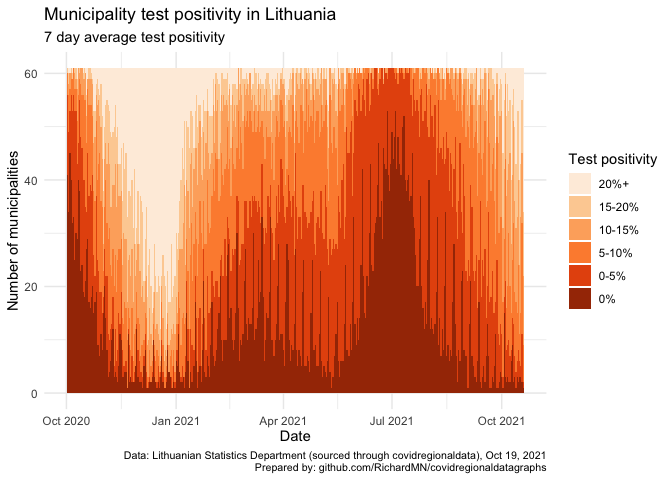 Municipality test positivity in Lithuania
7 day average test positivity
Number of municipalities
60
40
20
0
Oct 2020
Jan 2021
Apr 2021
Jul 2021
Oct 2021
Date
Test positivity
20%+
15-20%
10-15%
5-10%
0-5%
0%
Data: Lithuanian Statistics Department (sourced through covidregionaldata), Oct 19, 2021
Prepared by: github.com/RichardMN/covidregionaldatagraphs